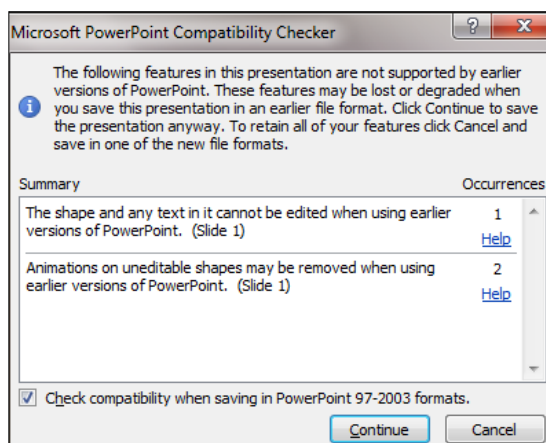 Microsoft PowerPoint Compatibility Checker
The following features in this presentation are not supported by earlier
versions of PowerPoint. These features may be lost or degraded when
you save this presentation in an earlier file format. Click Continue to save
the presentation anyway. To retain all of your features click Cancel and
save in one of the new file formats.
Summary Occurrences
The shape and any text in it cannot be edited when using earlier 1
versions of PowerPoint. (Slide 1) Help
Animations on uneditable shapes may be removed when using 2
earlier versions of PowerPoint. (Slide 1) Help
Check compatibility when saving in PowerPoint 97-2003 formats.
Continue Cancel